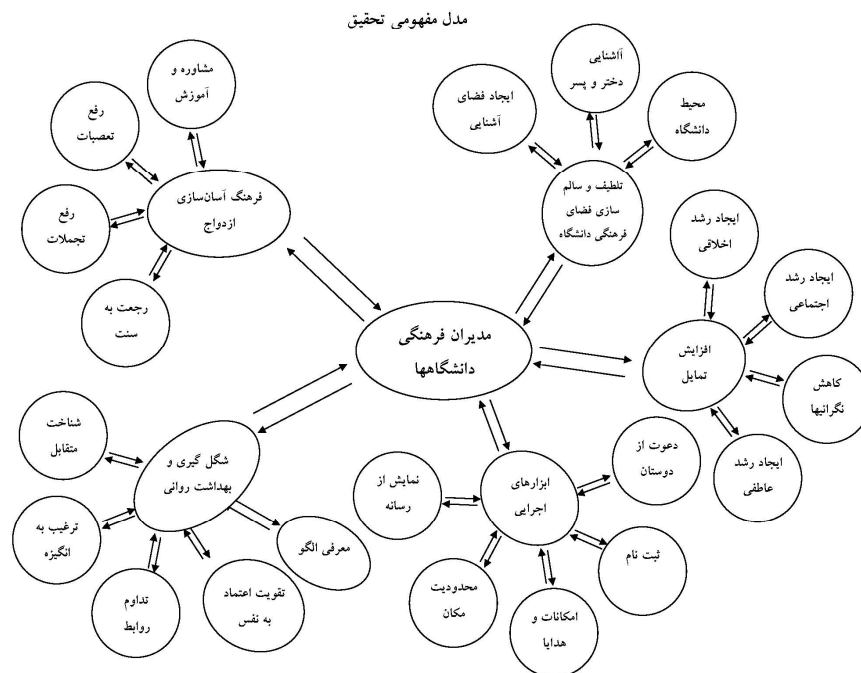 مدل مفهومی تحقیق
مشاوره و
آموزش
رفع
تعصبات
رفع
تجملات
رجعت به
سنت
فرهنگ آسان‌سازی
ازدواج
آاشنایی
دختر و پسر
ایجاد فضای
آشنایی
محیط
دانشگاه
تلطیف و سالم
سازی فضای
فرهنگی دانشگاه
ایجاد رشد
اخلاقی
ایجاد رشد
اجتماعی
کاهش
نگرانیها
ایجاد رشد
عاطفی
افزایش
تمایل
مدیران فرهنگی
دانشگاهها
شگل گیری و
بهداشت روانی
شناخت
متقابل
ترغیب به
انگیزه
تداوم
روابط
تقویت اعتماد
به نفس
معرفی الگو
ابزارهای
اجرایی
دعوت از
دوستان
نمایش از
رسانه
ثبت نام
محدودیت
مکان
امکانات و
هدایا